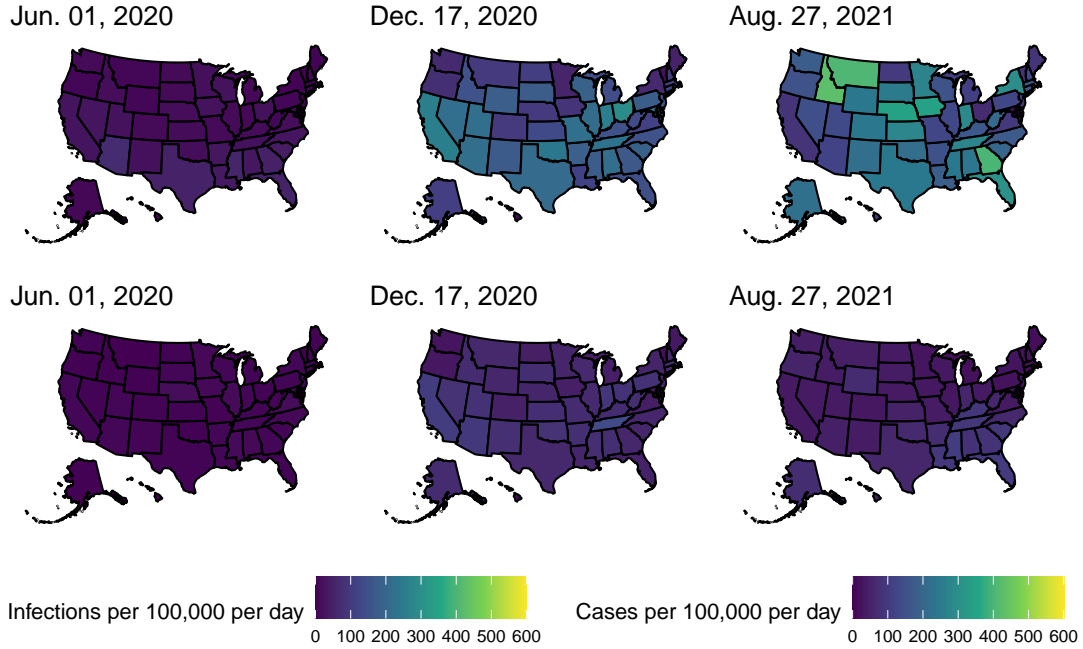 Jun. 01, 2020 Dec. 17, 2020 Aug. 27, 2021
Jun. 01, 2020 Dec. 17, 2020 Aug. 27, 2021
Infections per 100,000 per day
0 100 200 300 400 500 600
Cases per 100,000 per day
0 100 200 300 400 500 600